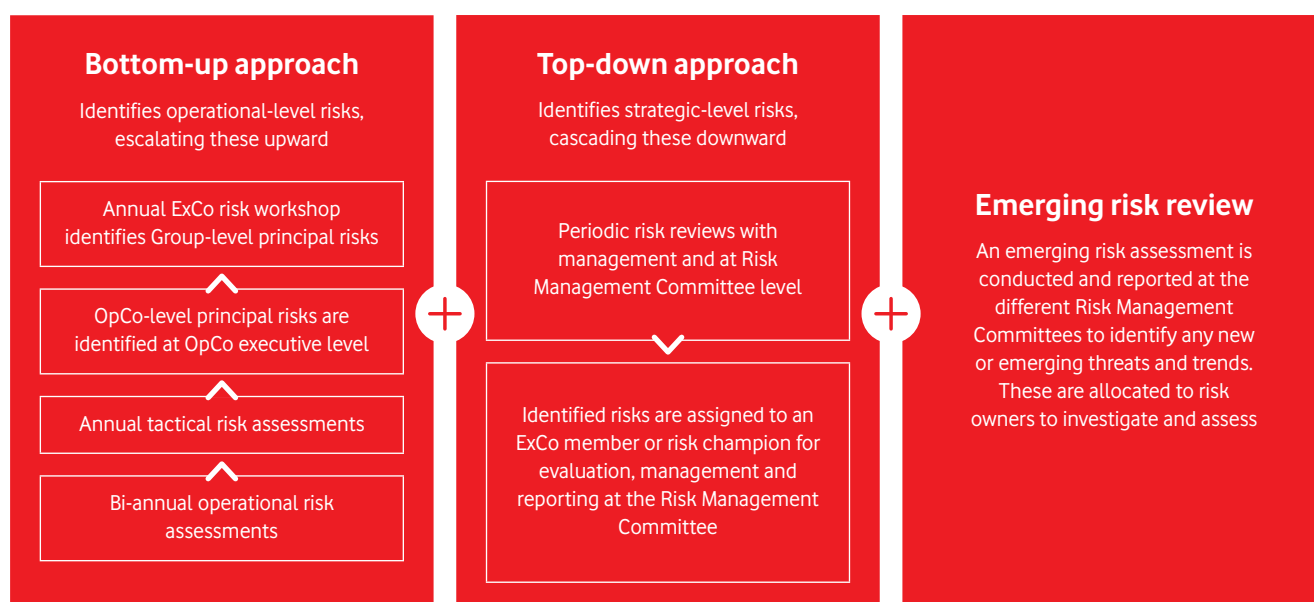 Bottom-up approach
Identifies operational-level risks,
escalating these upward
Annual ExCo risk workshop
identifies Group-level principal risks
OpCo-level principal risks are
identified at OpCo executive level
Annual tactical risk assessments
Bi-annual operational risk
assessments
Top-down approach
Identifies strategic-level risks,
cascading these downward
Periodic risk reviews with
management and at Risk
Management Committee level
Identified risks are assigned to an
ExCo member or risk champion for
evaluation, management and
reporting at the Risk Management
Committee
Emerging risk review
An emerging risk assessment is
conducted and reported at the
different Risk Management
Committees to identify any new
or emerging threats and trends.
These are allocated to risk
owners to investigate and assess